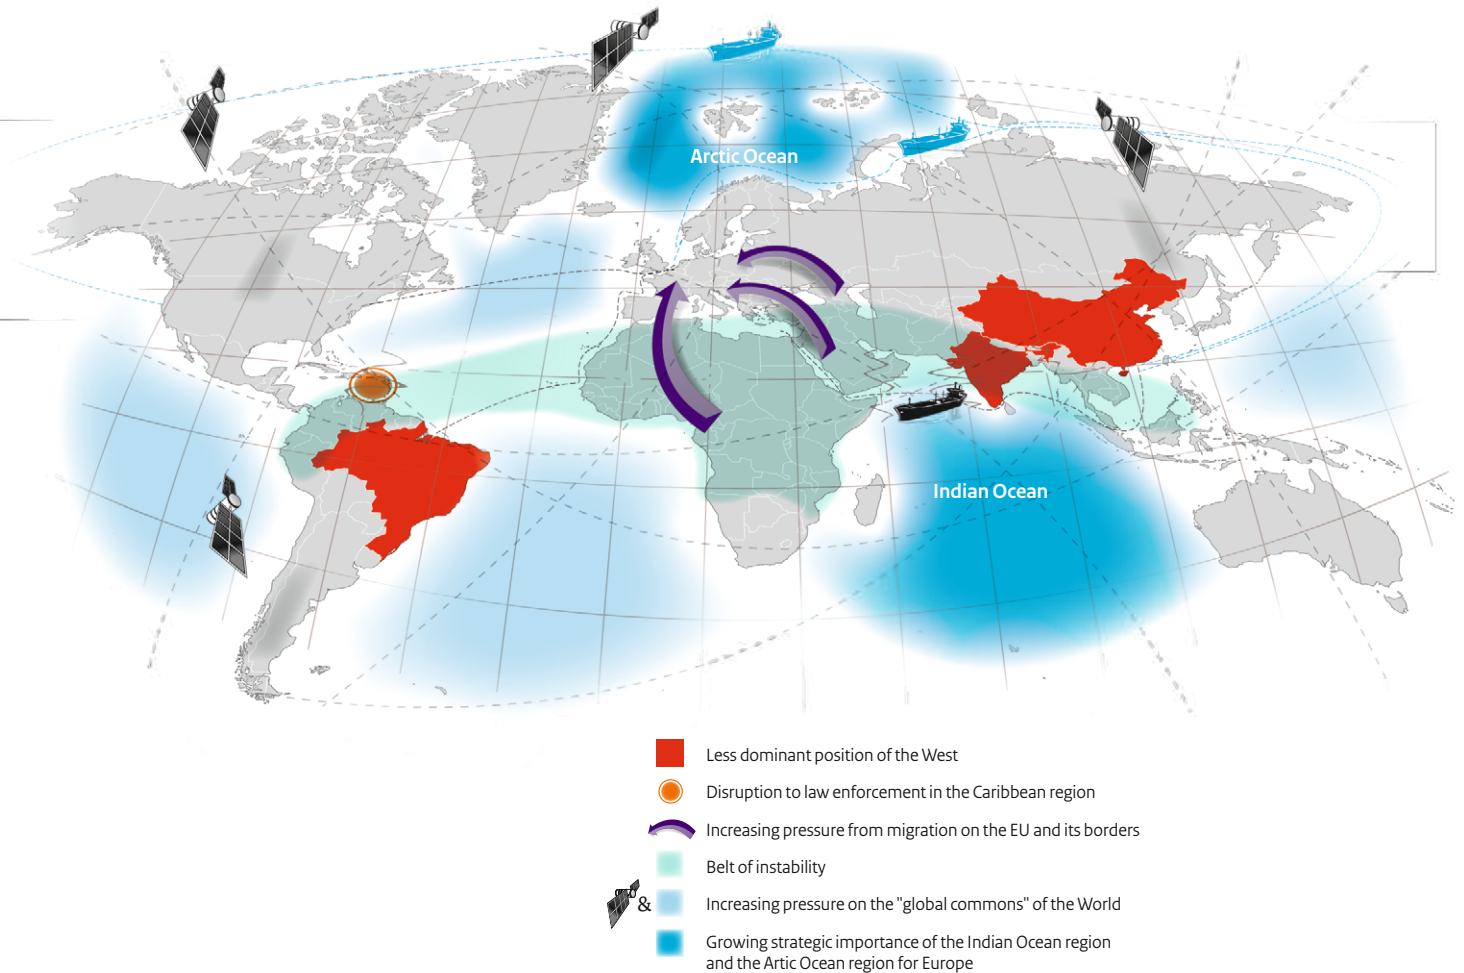 Arctic Ocean
Indian Ocean
Less dominant position of the West
Disruption to law enforcement in the Caribbean region
Increasing pressure from migration on the EU and its borders
Belt of instability
&
Increasing pressure on the "global commons" of the World
Growing strategic importance of the Indian Ocean region
and the Artic Ocean region for Europe